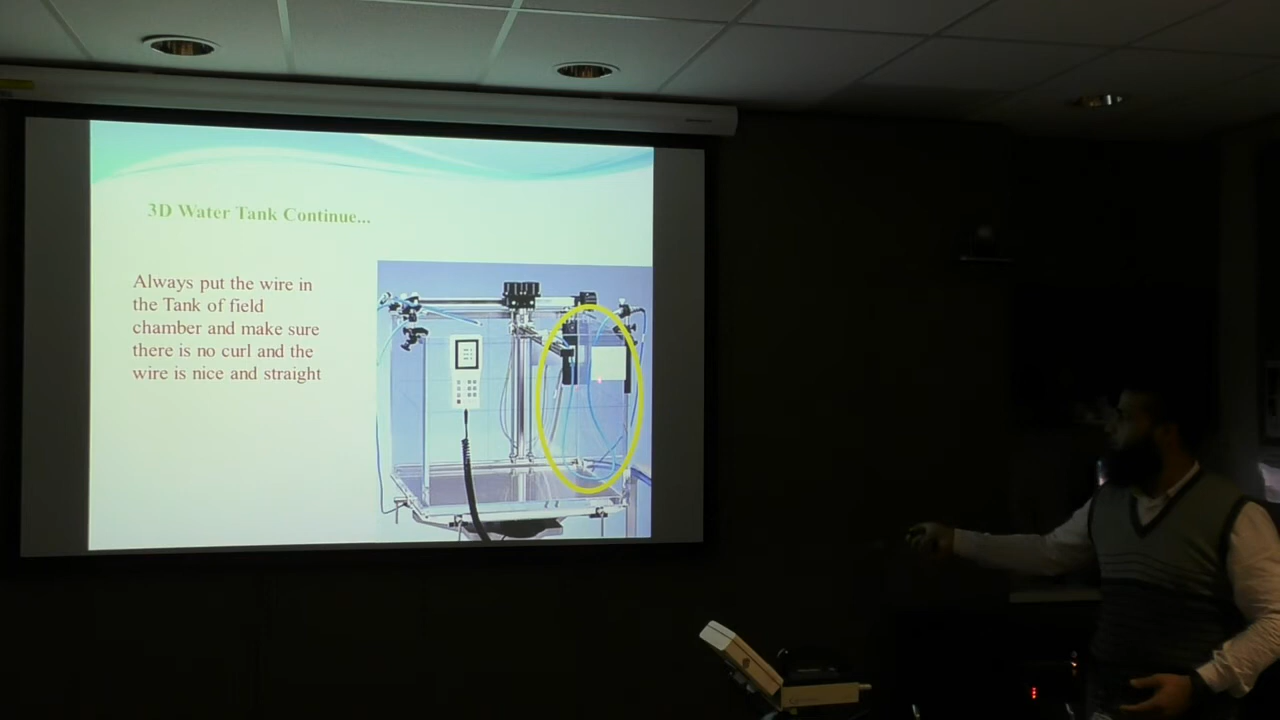 3D Water Tank Continue...
Always put the wire in
the Tank of field
chamber and make sure
there is no curl and the
wire is nice and straight